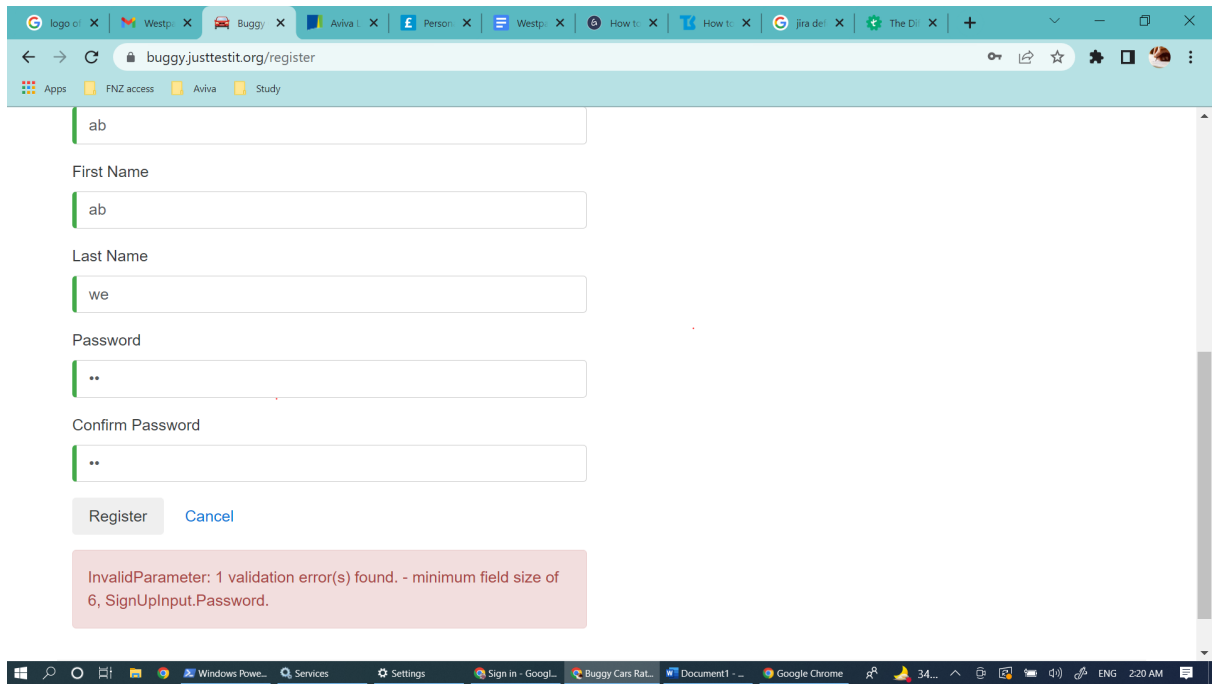 logo of
Westpa
Buggy
Aviva L
Person
Westpa
How to
How to
jira def
The Dif
buggy.justtestit.org/register
Apps
FNZ access
Aviva
Study
ab
First Name
ab
Last Name
we
Password
••
Confirm Password
••
Register
Cancel
InvalidParameter: 1 validation error(s) found. - minimum field size of
6, SignUpInput.Password.
Windows Powe...
Services
Settings
Sign in - Googl...
Buggy Cars Rat...
Document1 - ...
Google Chrome
34...
ENG
2:20 AM